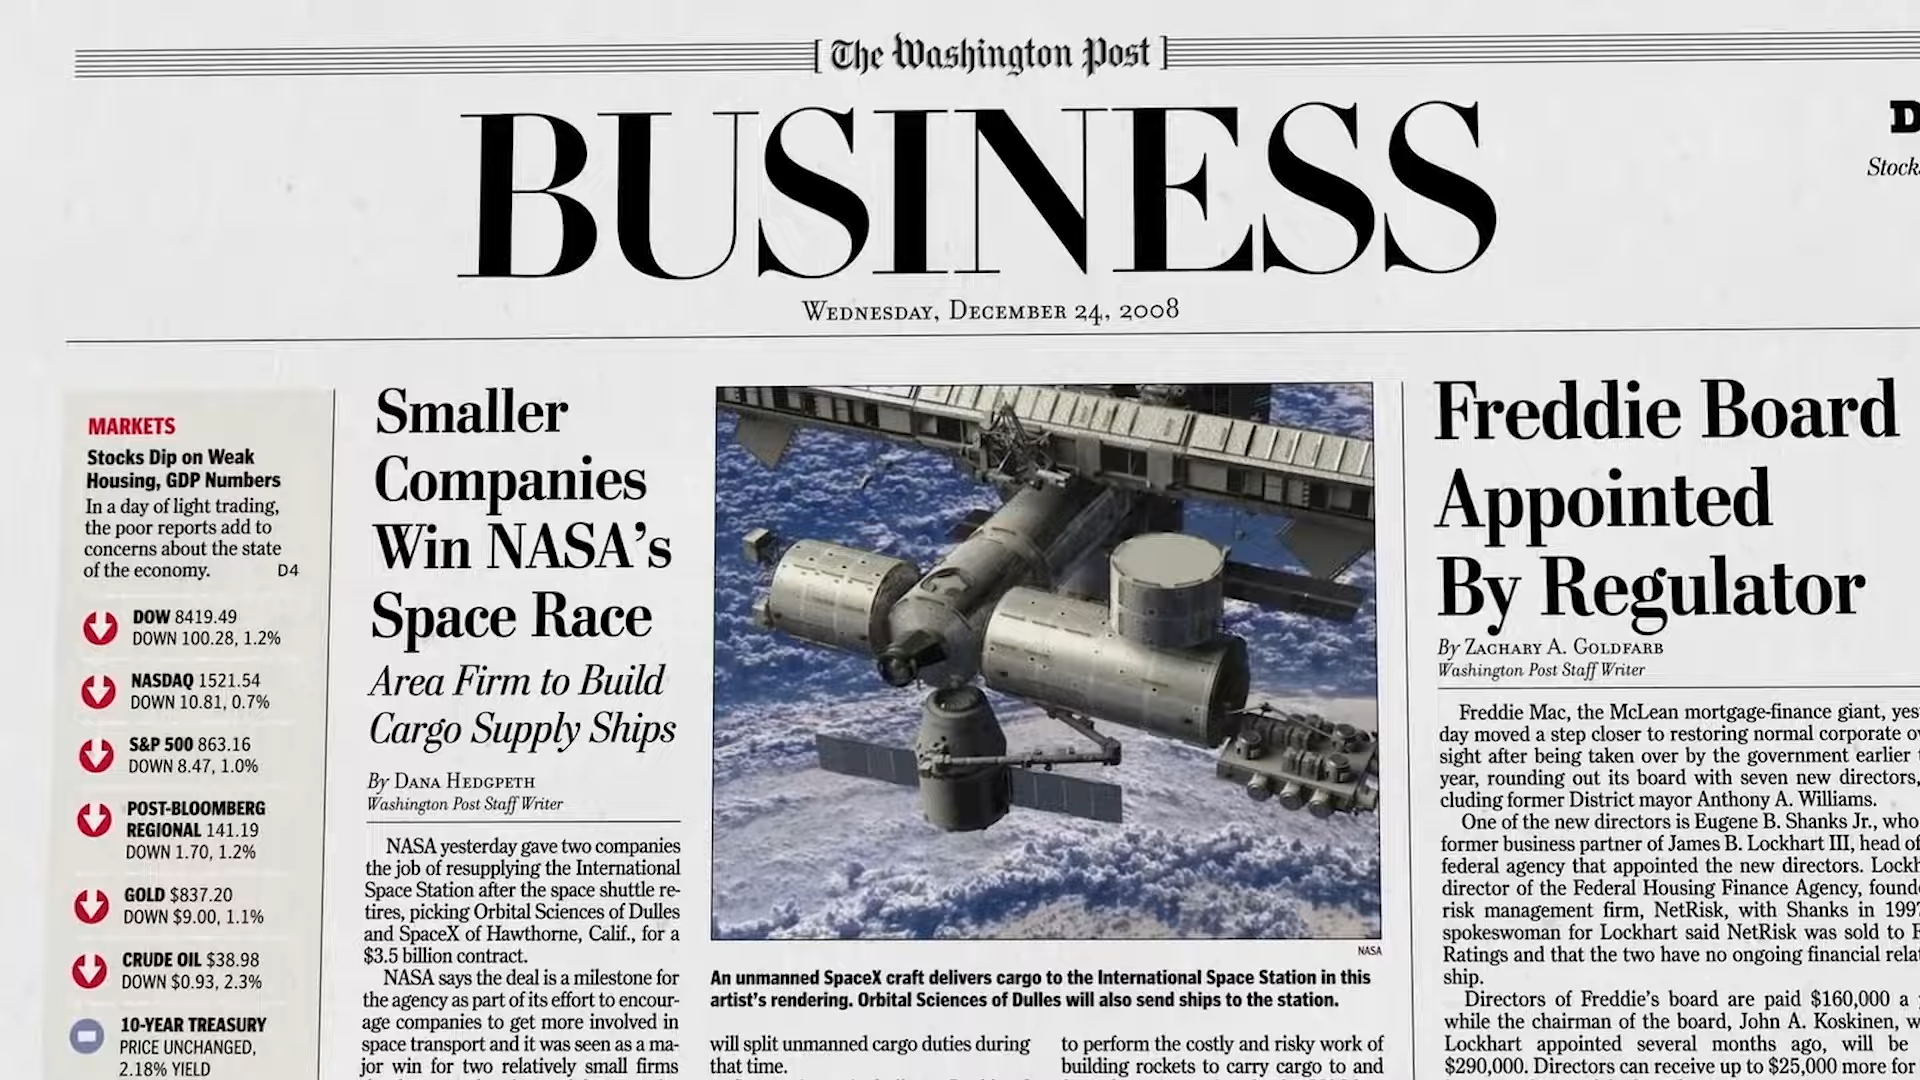 [ The Washington Post ]
BUSINESS
Wednesday, December 24, 2008
D
MARKETS
Stocks Dip on Weak
Housing, GDP Numbers
In a day of light trading,
the poor reports add to
concerns about the state
of the economy. D4
DOW 8419.49
DOWN 100.28, 1.2%
NASDAQ 1521.54
DOWN 10.81, 0.7%
S&P 500 863.16
DOWN 8.47, 1.0%
POST-BLOOMBERG
REGIONAL 141.19
DOWN 1.70, 1.2%
GOLD $837.20
DOWN $9.00, 1.1%
CRUDE OIL $38.98
DOWN $0.93, 2.3%
10-YEAR TREASURY
PRICE UNCHANGED,
2.18% YIELD
Smaller
Companies
Win NASA's
Space Race
Area Firm to Build
Cargo Supply Ships
By Dana Hedgpeth
Washington Post Staff Writer
NASA yesterday gave two companies
the job of resupplying the International
Space Station after the space shuttle re-
tires, picking Orbital Sciences of Dulles
and SpaceX of Hawthorne, Calif., for a
$3.5 billion contract.
NASA says the deal is a milestone for
the agency as part of its effort to encour-
age companies to get more involved in
space transport and it was seen as a ma-
jor win for two relatively small firms
NASA
An unmanned SpaceX craft delivers cargo to the International Space Station in this
artist's rendering. Orbital Sciences of Dulles will also send ships to the station.
will split unmanned cargo duties during
that time.
to perform the costly and risky work of
building rockets to carry cargo to and
Freddie Board
Appointed
By Regulator
By Zachary A. Goldfarb
Washington Post Staff Writer
Freddie Mac, the McLean mortgage-finance giant, yes
day moved a step closer to restoring normal corporate
sight after being taken over by the government earlier
year, rounding out its board with seven new directors,
cluding former District mayor Anthony A. Williams.
One of the new directors is Eugene B. Shanks Jr., who
former business partner of James B. Lockhart III, head of
federal agency that appointed the new directors.
director of the Federal Housing Finance Agency,
risk management firm, NetRisk, with Shanks in
spokeswoman for Lockhart said NetRisk was sold to
Ratings and that the two have no ongoing financial
ship.
Directors of Freddie's board are paid $160,000 a
while the chairman of the board, John A. Koskinen,
Lockhart appointed several months ago, will be
$290,000. Directors can receive up to $25,000 more for